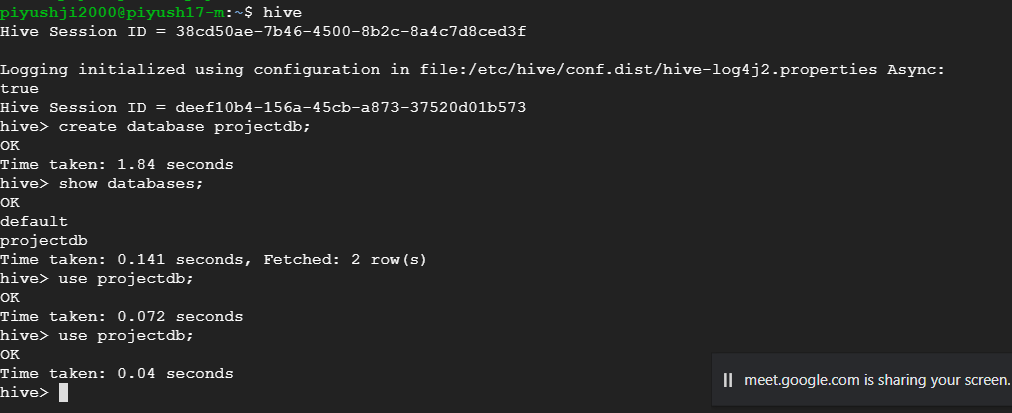 piyushji2000@piyush17-m:~$ hive
Hive Session ID = 38cd50ae-7b46-4500-8b2c-8a4c7d8ced3f
Logging initialized using configuration in file:/etc/hive/conf.dist/hive-log4j2.properties Async:
true
Hive Session ID = deef10b4-156a-45cb-a873-37520d01b573
hive> create database projectdb;
OK
Time taken: 1.84 seconds
hive> show databases;
OK
default
projectdb
Time taken: 0.141 seconds, Fetched: 2 row(s)
hive> use projectdb;
OK
Time taken: 0.072 seconds
hive> use projectdb;
OK
Time taken: 0.04 seconds
hive>
meet.google.com is sharing your screen.